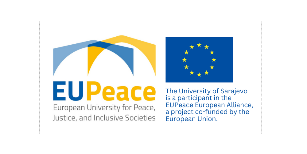 EUPeace
European University for Peace,
Justice, and Inclusive Societies
The University of Sarajevo
is a participant in the
EUPeace European Alliance,
a project co-funded by the
European Union.